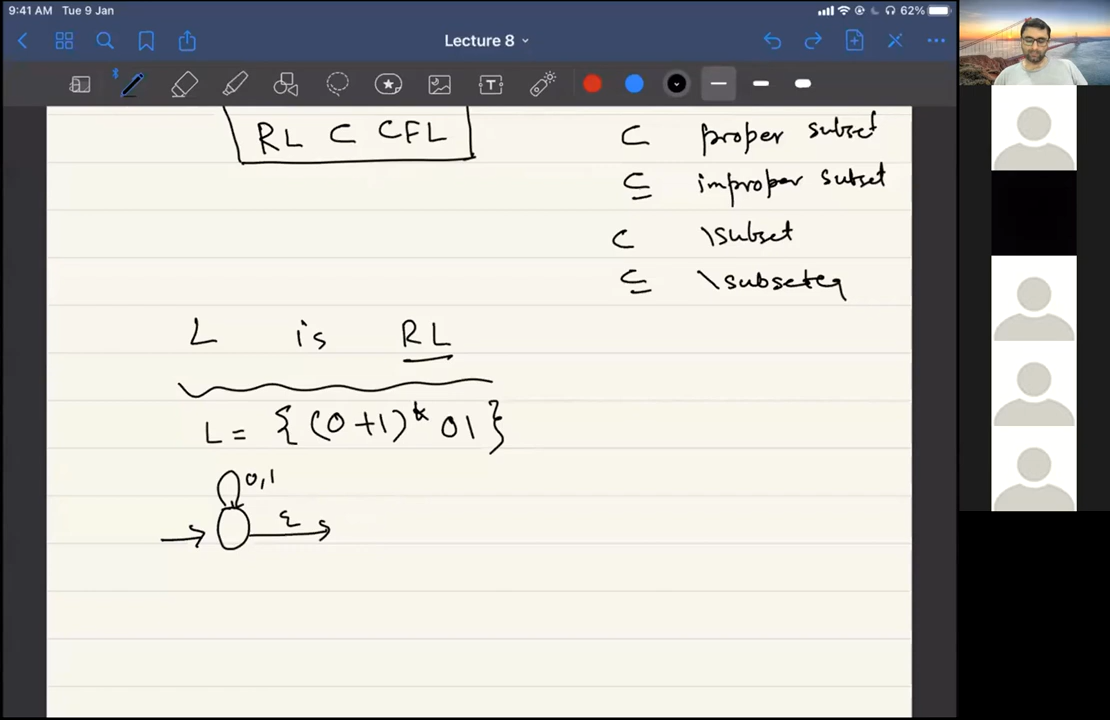 9:41 AM Tue 9 Jan
62%
Lecture 8
RL ⊂ CFL
⊂ proper subset
⊆ improper subset
⊂ \subset
⊆ \subseteq
L is RL
L = {(0+1)* 01}
0,1
ε